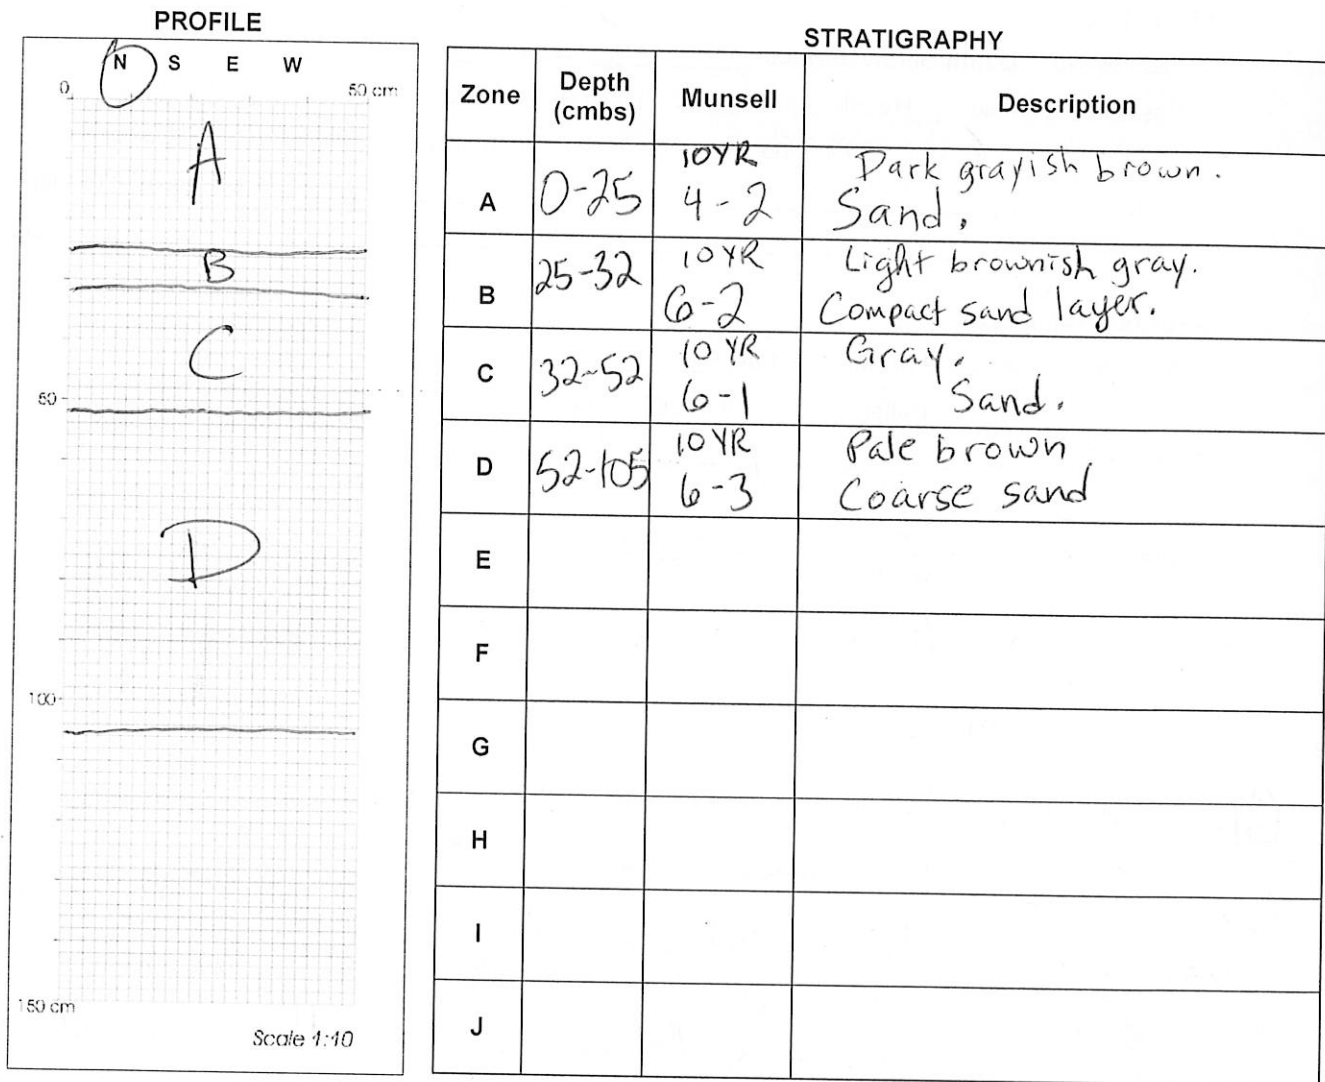 PROFILE
N S E W
0 50 cm
A
B
C
50
D
100
150 cm
Scale 1:10
STRATIGRAPHY
Zone Depth (cmbs) Munsell Description
A 0-25 10YR 4-2 Dark grayish brown.
Sand.
B 25-32 10YR 6-2 Light brownish gray.
Compact sand layer.
C 32-52 10YR 6-1 Gray.
Sand.
D 52-105 10YR 6-3 Pale brown
Coarse sand
E
F
G
H
I
J